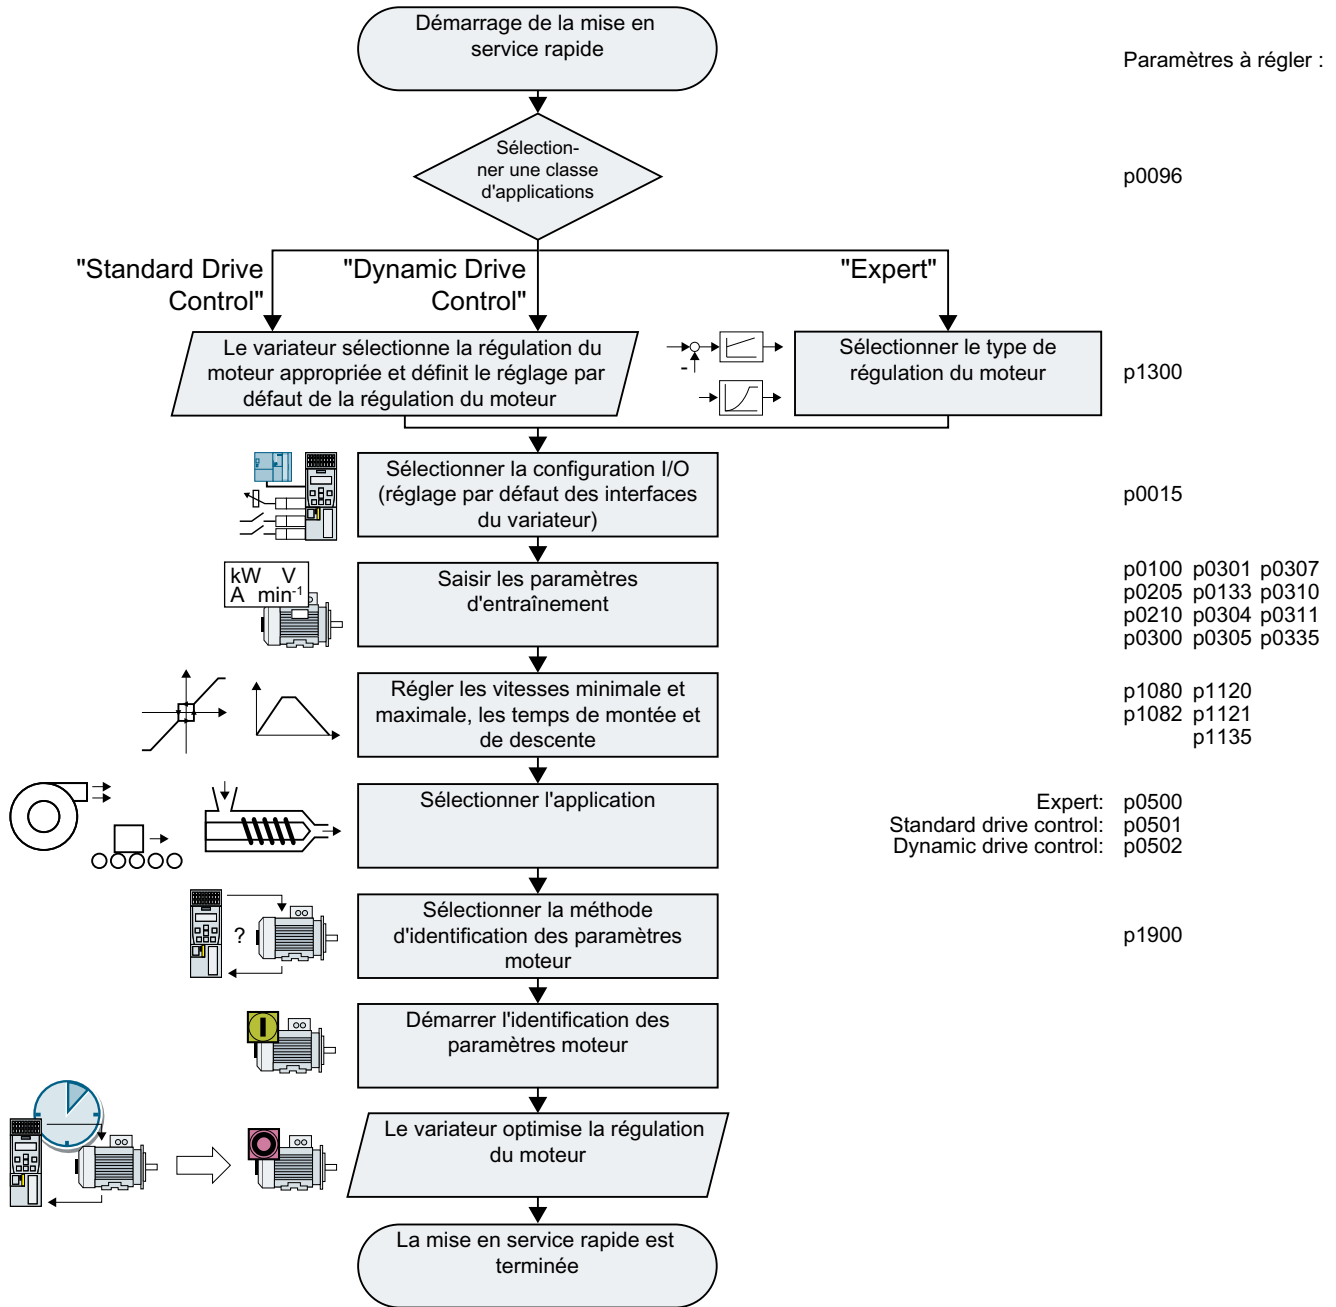 Démarrage de la mise en
service rapide
Paramètres à régler :
Sélection-
ner une classe
d'applications
p0096
"Standard Drive
Control"
"Dynamic Drive
Control"
"Expert"
Le variateur sélectionne la régulation du
moteur appropriée et définit le réglage par
défaut de la régulation du moteur
-
Sélectionner le type de
régulation du moteur
p1300
Sélectionner la configuration I/O
(réglage par défaut des interfaces
du variateur)
p0015
kW V
A min-1
Saisir les paramètres
d'entraînement
p0100 p0301 p0307
p0205 p0133 p0310
p0210 p0304 p0311
p0300 p0305 p0335
Régler les vitesses minimale et
maximale, les temps de montée et
de descente
p1080 p1120
p1082 p1121
p1135
Sélectionner l'application
Expert: p0500
Standard drive control: p0501
Dynamic drive control: p0502
?
Sélectionner la méthode
d'identification des paramètres
moteur
p1900
Démarrer l'identification des
paramètres moteur
Le variateur optimise la régulation
du moteur
La mise en service rapide est
terminée